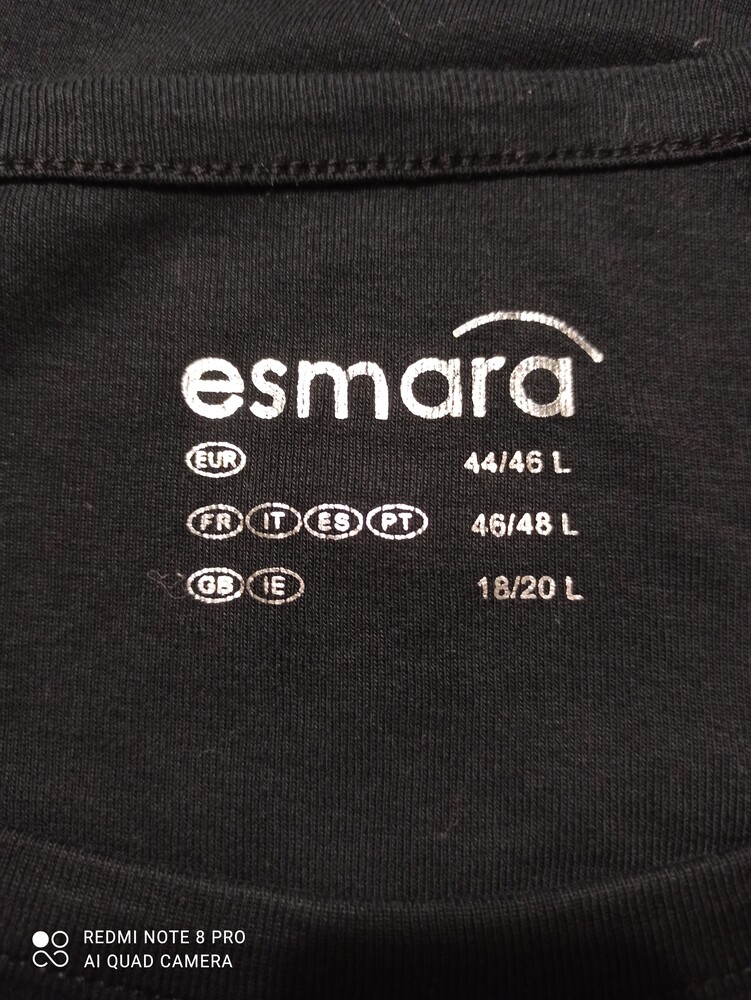 esmara
EUR 44/46 L
FR IT ES PT 46/48 L
GB IE 18/20 L
REDMI NOTE 8 PRO
AI QUAD CAMERA